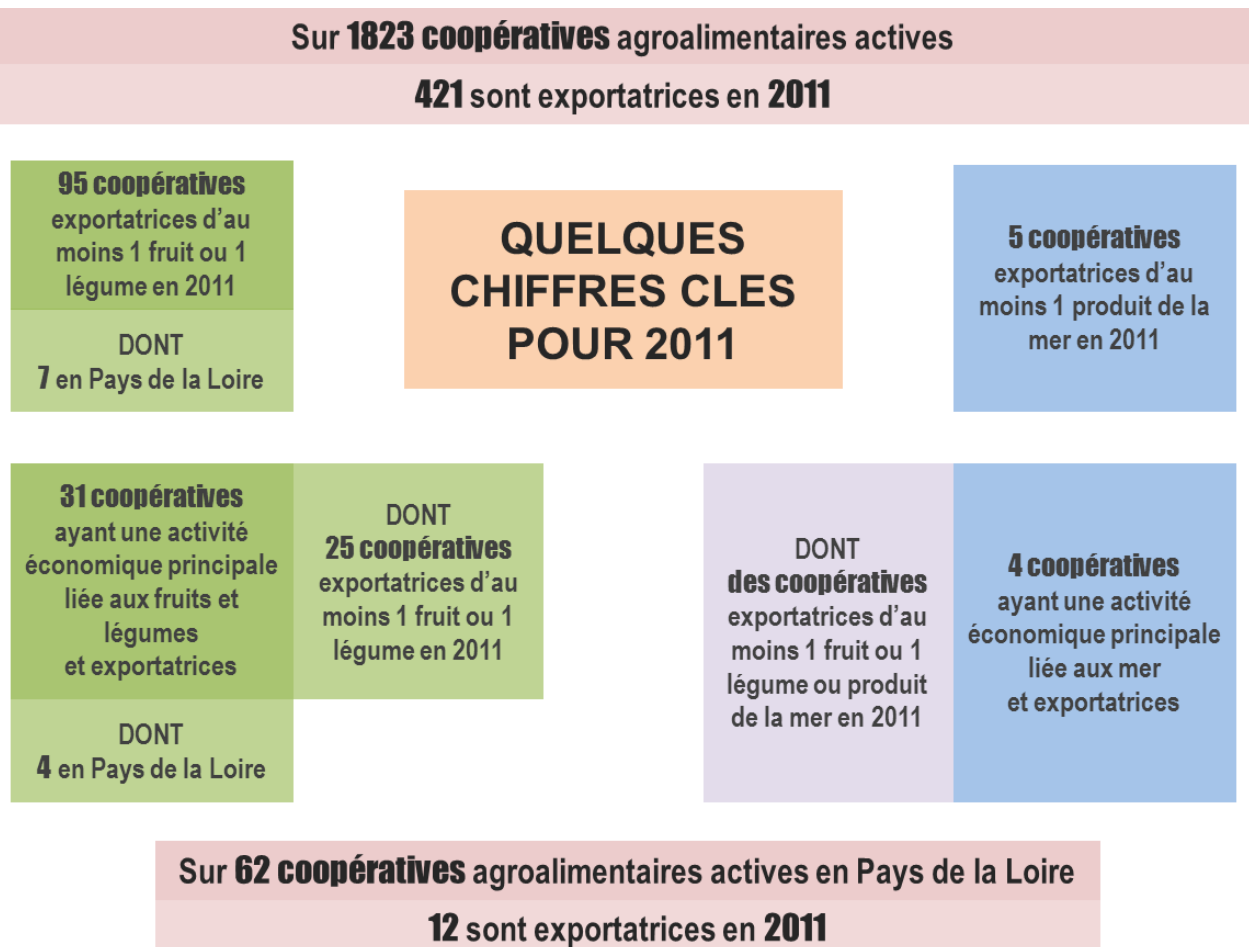 Sur 1823 coopératives agroalimentaires actives
421 sont exportatrices en 2011
95 coopératives
exportatrices d'au
moins 1 fruit ou 1
légume en 2011
DONT
7 en Pays de la Loire
QUELQUES
CHIFFRES CLES
POUR 2011
5 coopératives
exportatrices d'au
moins 1 produit de la
mer en 2011
31 coopératives
ayant une activité
économique principale
liée aux fruits et
légumes
et exportatrices
DONT
4 en Pays de la Loire
DONT
25 coopératives
exportatrices d'au
moins 1 fruit ou 1
légume en 2011
DONT
des coopératives
exportatrices d'au
moins 1 fruit ou 1
légume ou produit
de la mer en 2011
4 coopératives
ayant une activité
économique principale
liée aux mer
et exportatrices
Sur 62 coopératives agroalimentaires actives en Pays de la Loire
12 sont exportatrices en 2011